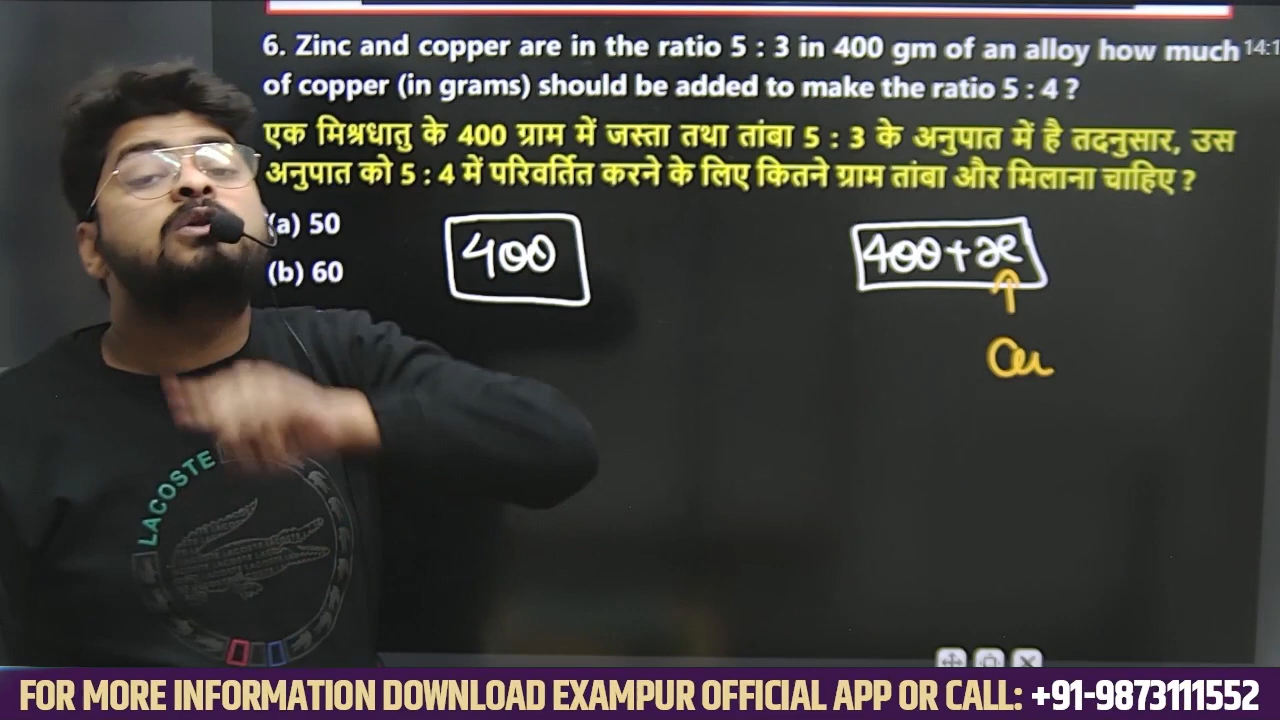 6. Zinc and copper are in the ratio 5 : 3 in 400 gm of an alloy how much
of copper (in grams) should be added to make the ratio 5 : 4 ?
एक मिश्रधातु के 400 ग्राम में जस्ता तथा तांबा 5 : 3 के अनुपात में है तदनुसार, उस
अनुपात को 5 : 4 में परिवर्तित करने के लिए कितने ग्राम तांबा और मिलाना चाहिए ?
(a) 50
(b) 60
400
400+x
Cu
LACOSTE
FOR MORE INFORMATION DOWNLOAD EXAMPUR OFFICIAL APP OR CALL: +91-9873111552